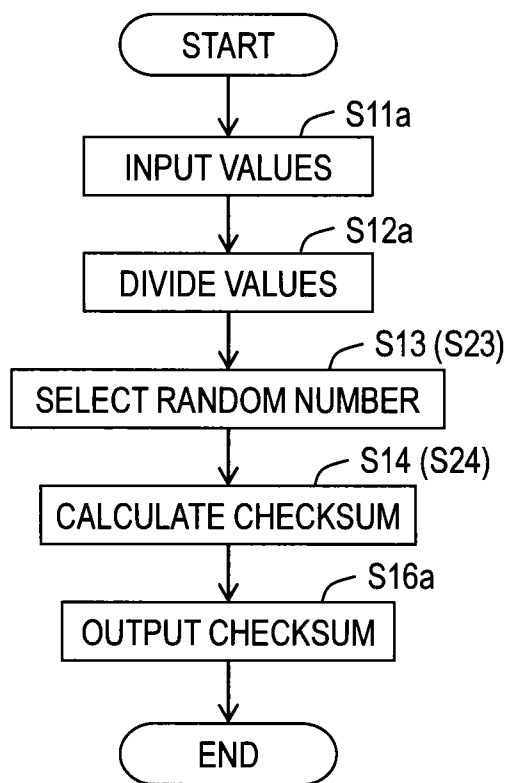 START
S11a
INPUT VALUES
S12a
DIVIDE VALUES
S13 (S23)
SELECT RANDOM NUMBER
S14 (S24)
CALCULATE CHECKSUM
S16a
OUTPUT CHECKSUM
END